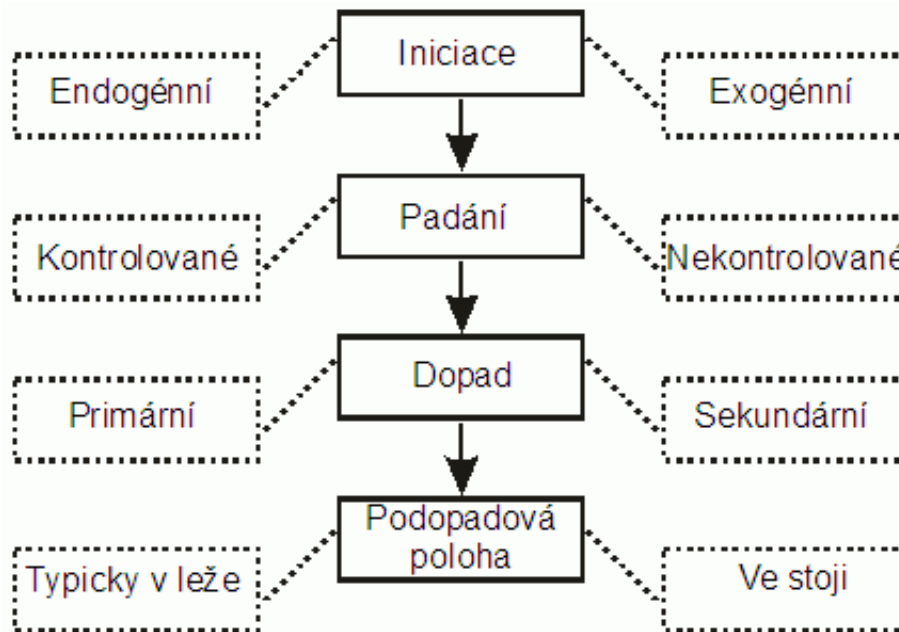 Iniciace
Endogénní
Exogénní
Padání
Kontrolované
Nekontrolované
Dopad
Primární
Sekundární
Podopadová
poloha
Typicky v leže
Ve stoji